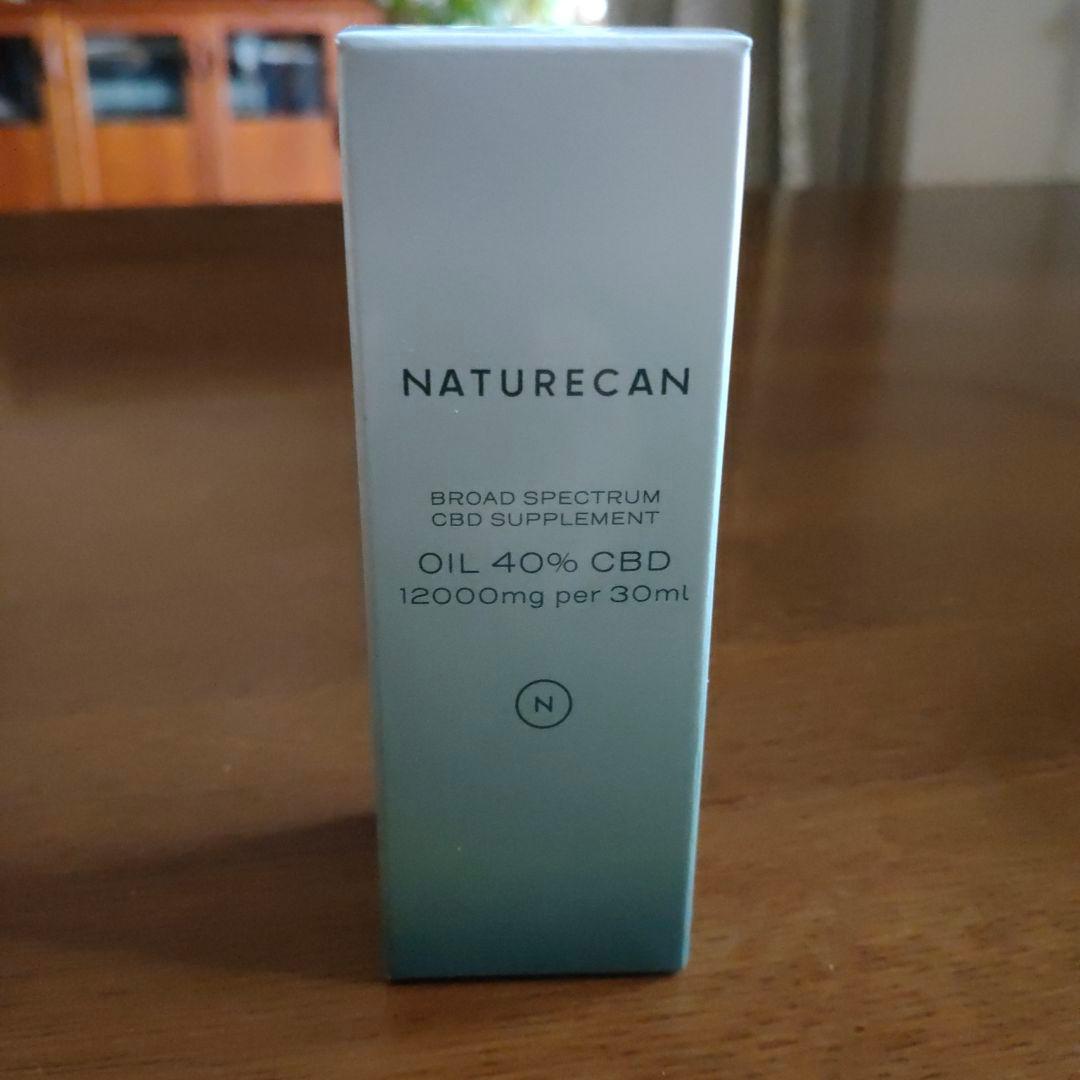 NATURECAN
BROAD SPECTRUM
CBD SUPPLEMENT
OIL 40% CBD
12000mg per 30ml
N